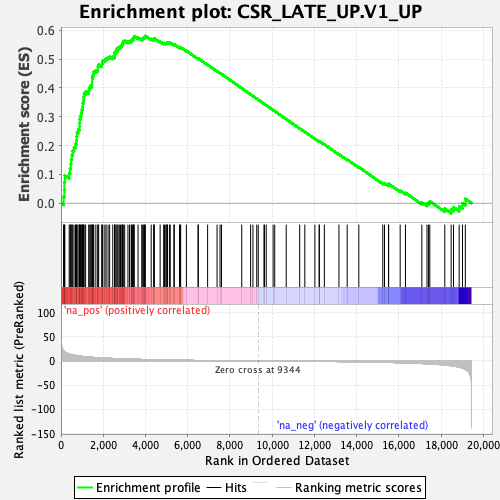 Enrichment plot: CSR_LATE_UP.V1_UP
Enrichment score (ES)
0.6
0.5
0.4
0.3
0.2
0.1
0.0
'na_pos' (positively correlated)
Ranked list metric (PreRanked)
100
50
0
-50
-100
-150
Zero cross at 9344
'na_neg' (negatively correlated)
0 2,000 4,000 6,000 8,000 10,000 12,000 14,000 16,000 18,000 20,000
Rank in Ordered Dataset
Enrichment profile Hits Ranking metric scores